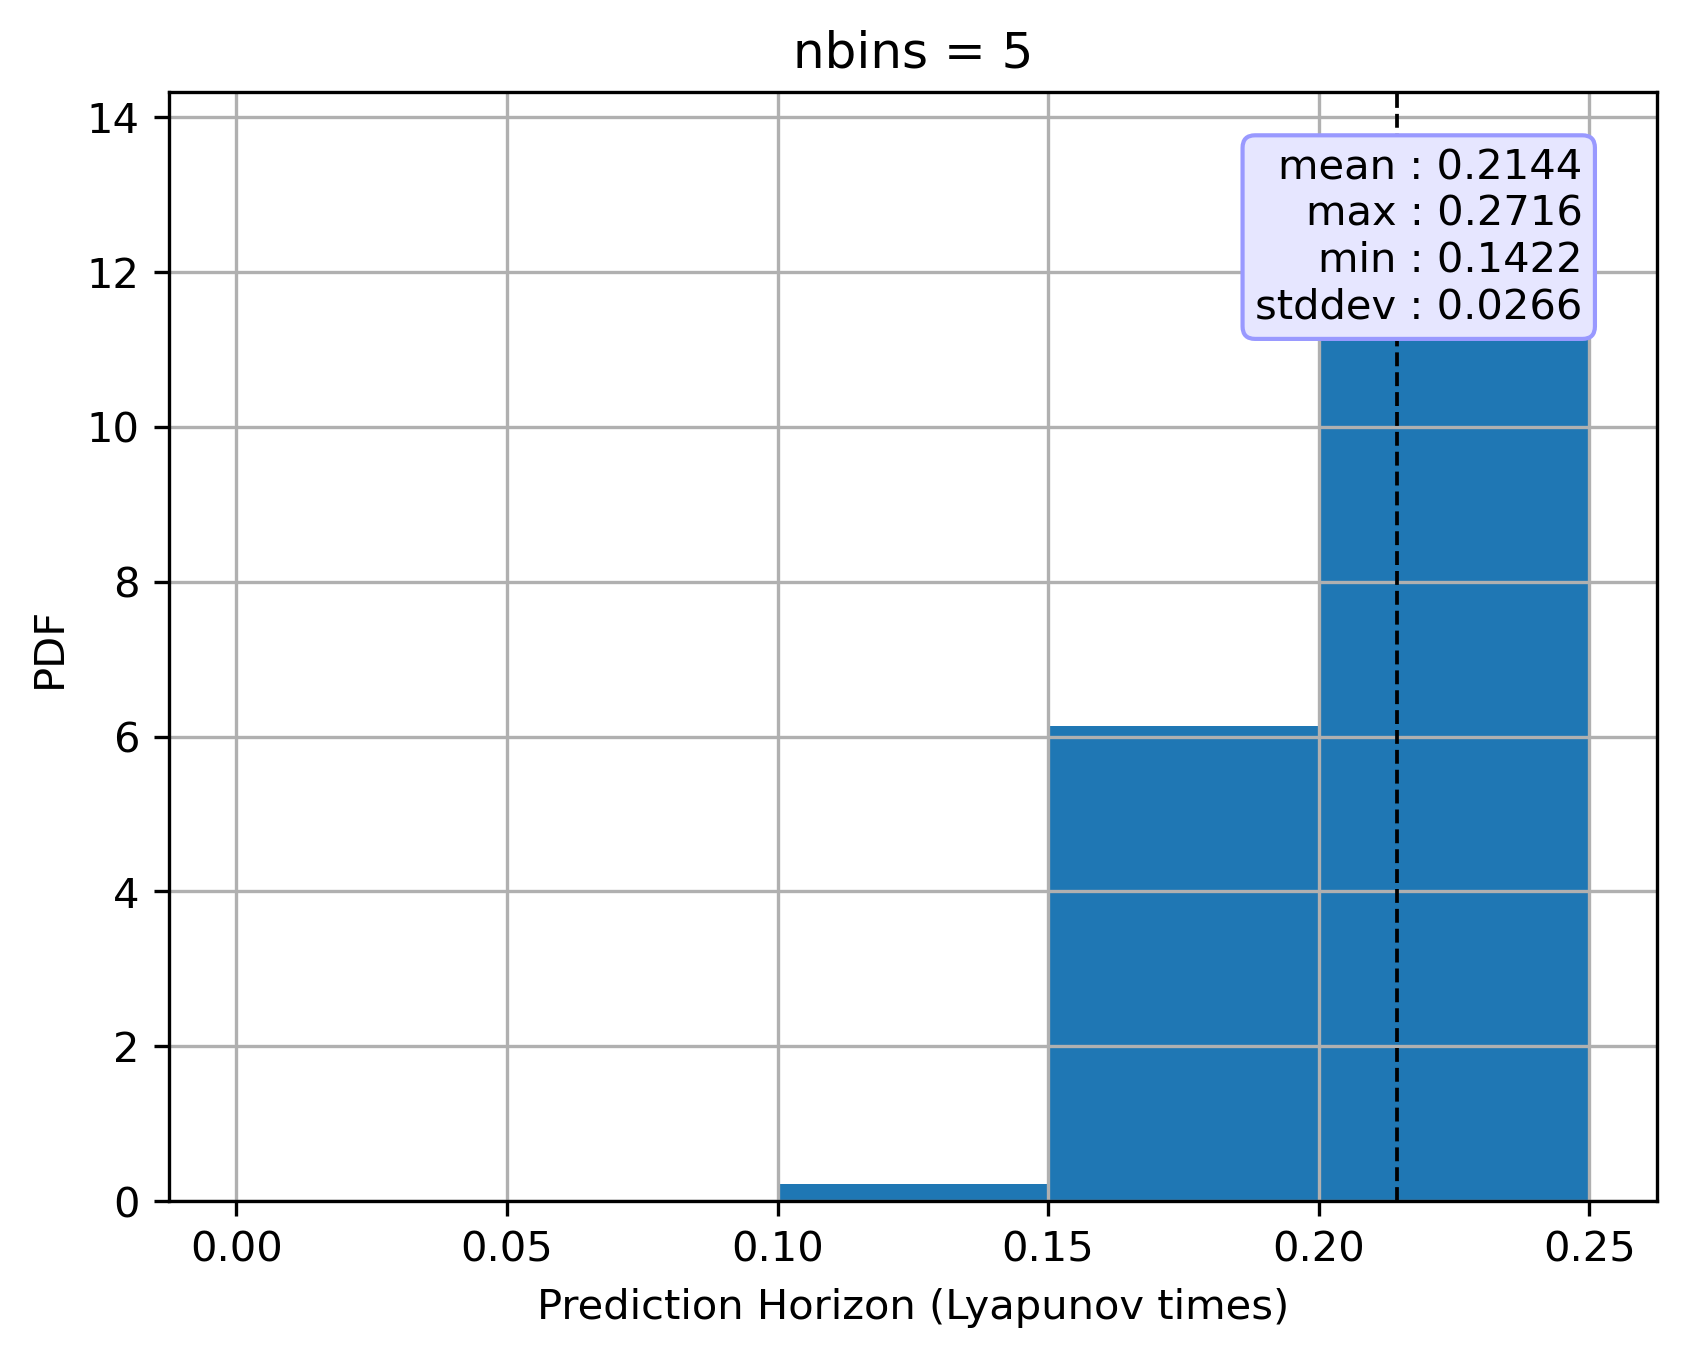 nbins = 5
14
12
10
8
6
4
2
0
PDF
mean : 0.2144
max : 0.2716
min : 0.1422
stddev : 0.0266
0.00 0.05 0.10 0.15 0.20 0.25
Prediction Horizon (Lyapunov times)